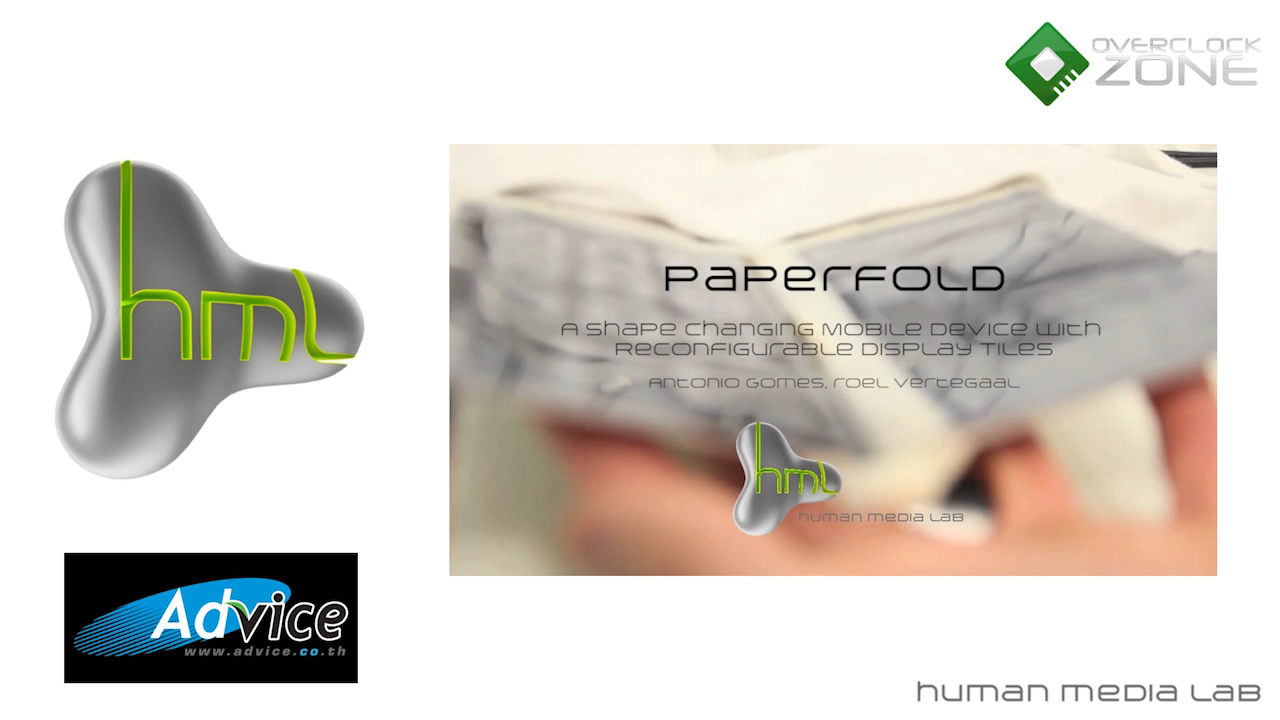 OVERCLOCK
ZONE
hml
PAPERFOLD
A SHAPE CHANGING MOBILE DEVICE WITH
RECONFIGURABLE DISPLAY TILES
ANTONIO GOMES, ROEL VERTEGAAL
hml
HUMAN MEDIA LAB
Advice
www.advice.co.th
HUMAN MEDIA LAB